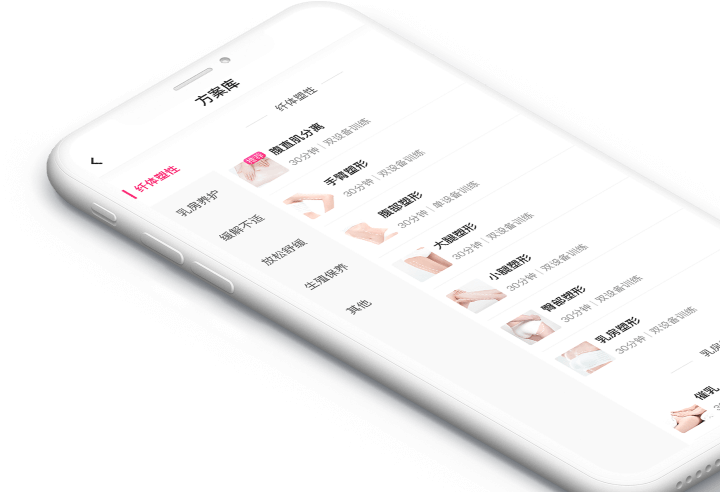 方案库
纤体塑性
乳房养护
缓解不适
放松舒缓
生殖保养
其他
纤体塑性
推荐
腹直肌分离
30分钟 | 双设备训练
手臂塑形
30分钟 | 双设备训练
腹部塑形
30分钟 | 单设备训练
大腿塑形
30分钟 | 双设备训练
小腿塑形
30分钟 | 双设备训练
臀部塑形
30分钟 | 双设备训练
乳房塑形
30分钟 | 双设备训练
乳房
催乳